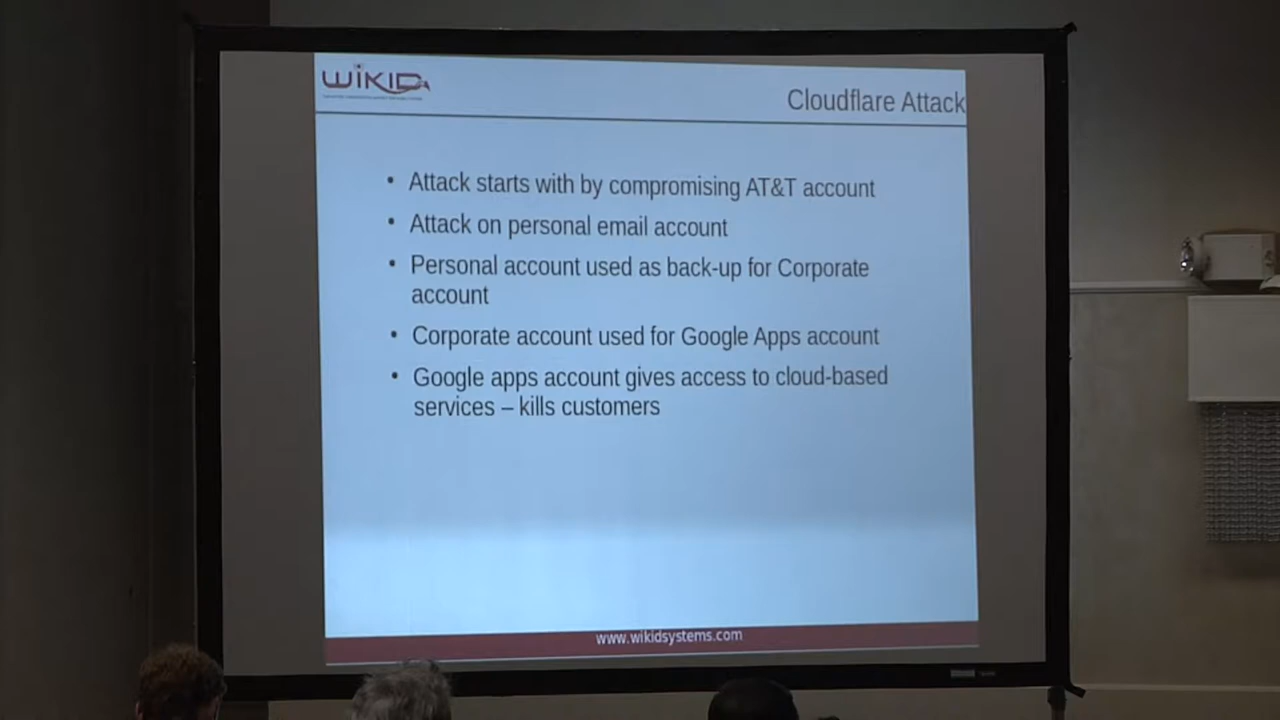 WiKID
Cloudflare Attack
• Attack starts with by compromising AT&T account
• Attack on personal email account
• Personal account used as back-up for Corporate
account
• Corporate account used for Google Apps account
• Google apps account gives access to cloud-based
services – kills customers
www.wikidsystems.com